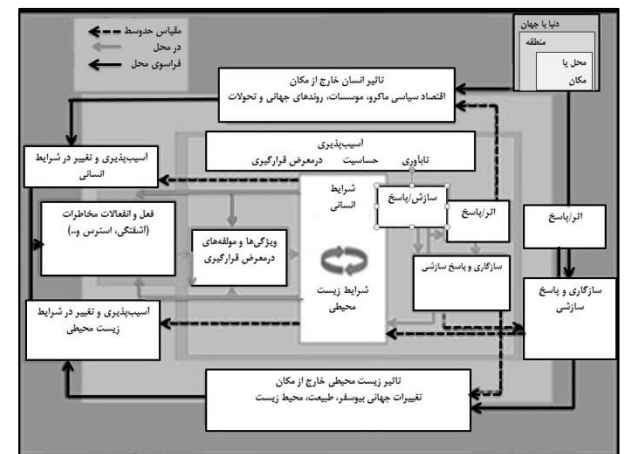 مقیاس حدوسط
در محل
فراسوی محل
دنیا یا جهان
منطقه
محل یا
مکان
تاثیر انسان خارج از مکان
اقتصاد سیاسی ماکرو، موسسات، روندهای جهانی و تحولات
آسیب‌پذیری
تاب‌آوری حساسیت درمعرض قرارگیری
آسیب‌پذیری و تغییر در شرایط
انسانی
شرایط
انسانی
سازش/پاسخ
اثر/پاسخ
اثر/پاسخ
فعل و انفعالات مخاطرات
(آشفتگی، استرس و..)
ویژگی‌ها و مولفه‌های
درمعرض قرارگیری
سازگاری و پاسخ سازشی
سازگاری و پاسخ
سازشی
شرایط زیست
محیطی
آسیب‌پذیری و تغییر در شرایط
زیست محیطی
تاثیر زیست محیطی خارج از مکان
تغییرات جهانی بیوسفر، طبیعت، محیط زیست